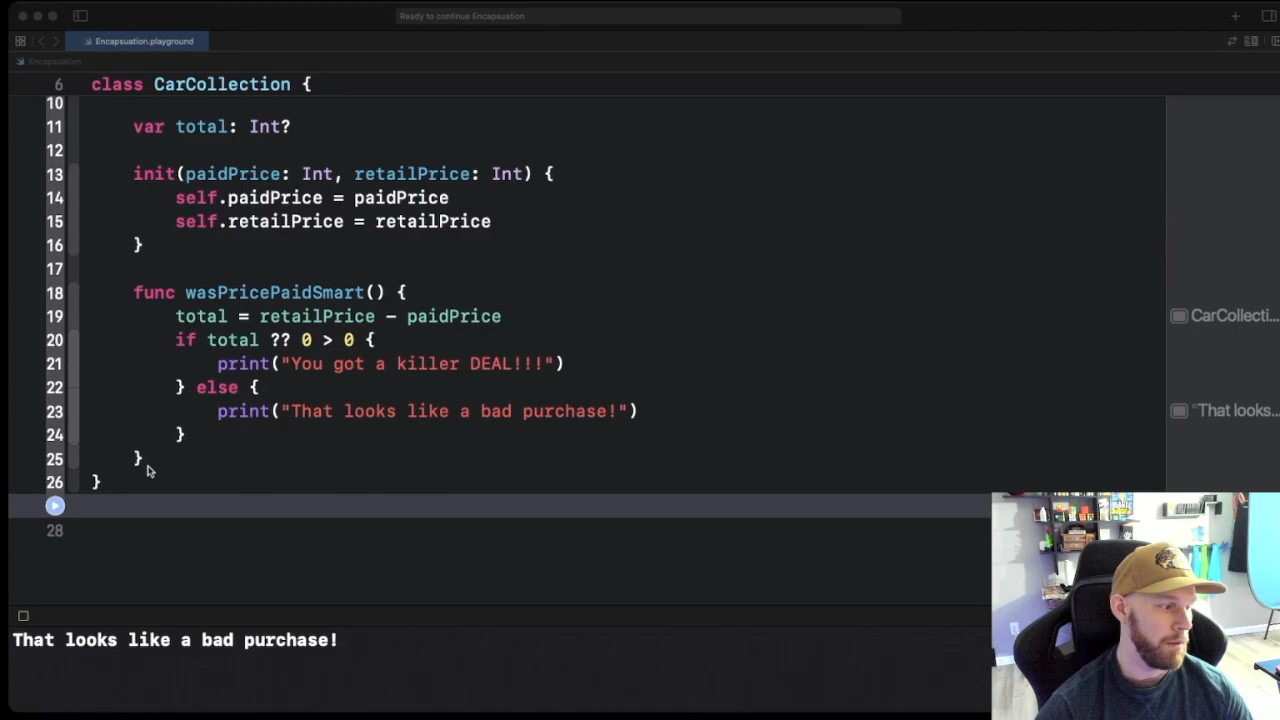 Ready to continue Encapsuation
Encapsuation.playground
Encapsuation
6 class CarCollection {
10
11 var total: Int?
12
13 init(paidPrice: Int, retailPrice: Int) {
14 self.paidPrice = paidPrice
15 self.retailPrice = retailPrice
16 }
17
18 func wasPricePaidSmart() {
19 total = retailPrice - paidPrice
CarCollecti...
20 if total ?? 0 > 0 {
21 print("You got a killer DEAL!!!")
22 } else {
23 print("That looks like a bad purchase!")
"That looks...
24 }
25 }
26 }
28
That looks like a bad purchase!